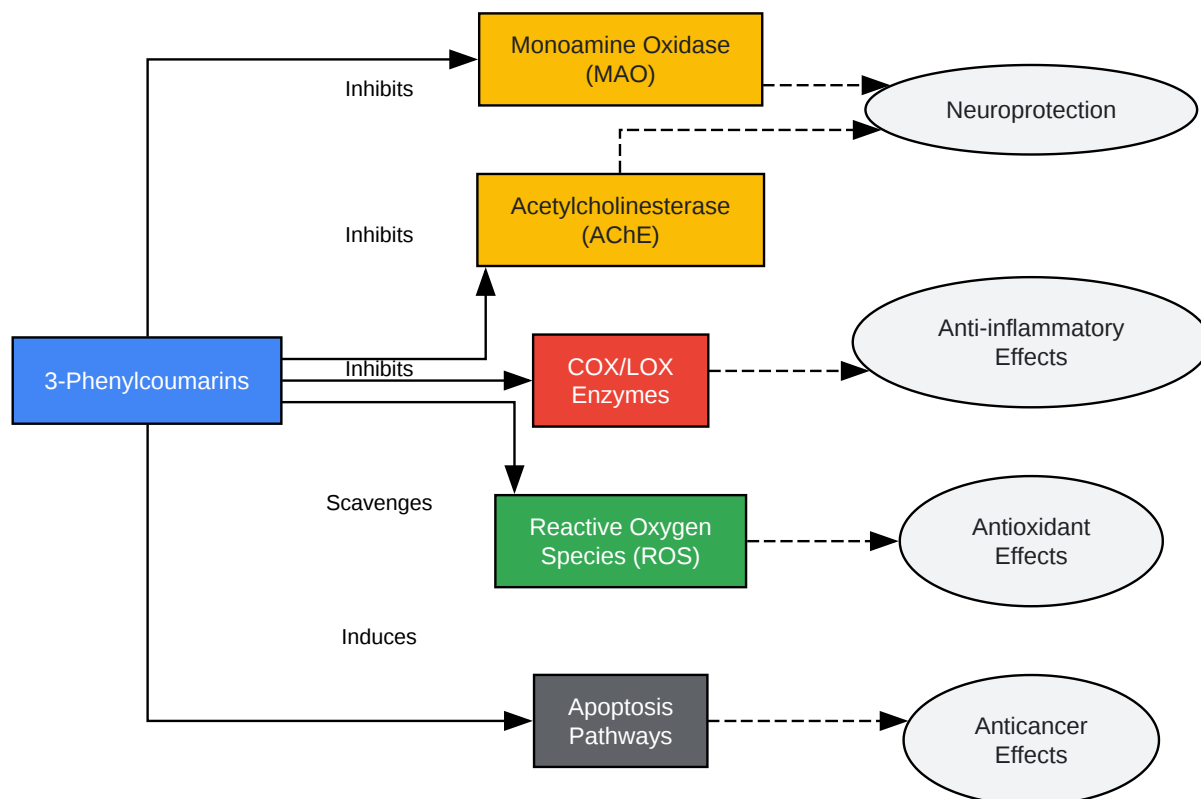 Monoamine Oxidase
(MAO)
Inhibits
Neuroprotection
Acetylcholinesterase
(AChE)
Inhibits
Anti-inflammatory
Effects
3-Phenylcoumarins
Inhibits
COX/LOX
Enzymes
Scavenges
Reactive Oxygen
Species (ROS)
Antioxidant
Effects
Induces
Apoptosis
Pathways
Anticancer
Effects